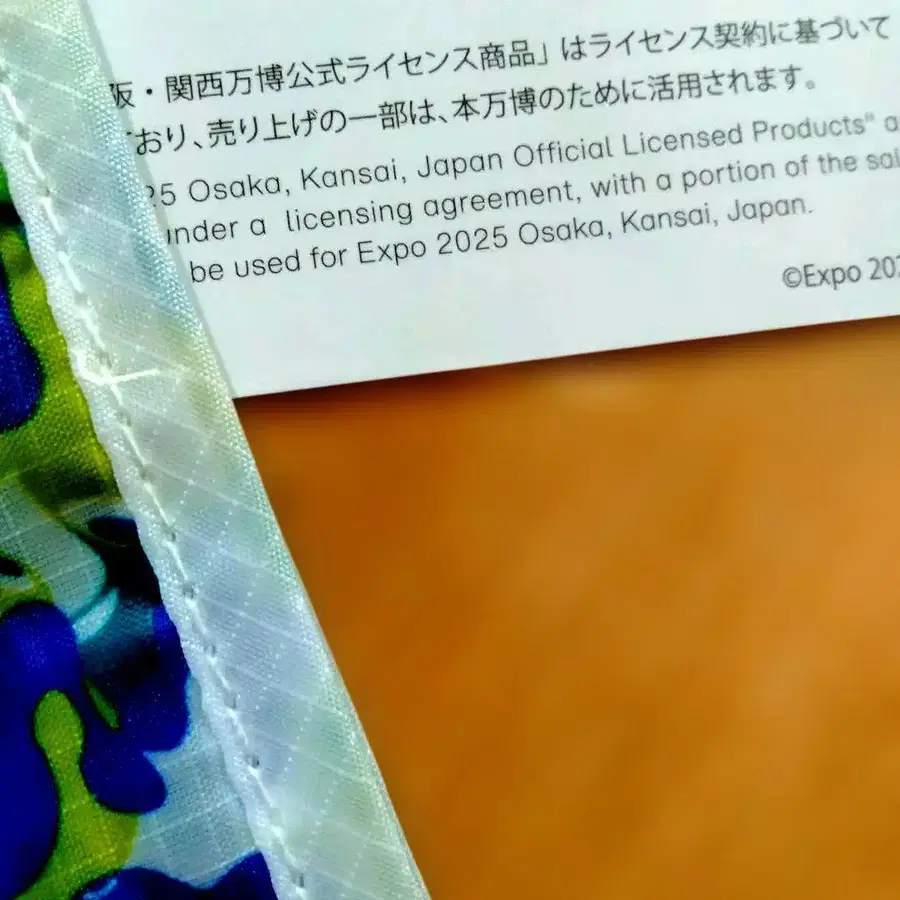 阪・関西万博公式ライセンス商品」はライセンス契約に基づいて
おり、売り上げの一部は、本万博のために活用されます。
25 Osaka, Kansai, Japan Official Licensed Products" a
under a licensing agreement, with a portion of the sal
be used for Expo 2025 Osaka, Kansai, Japan.
©Expo 202